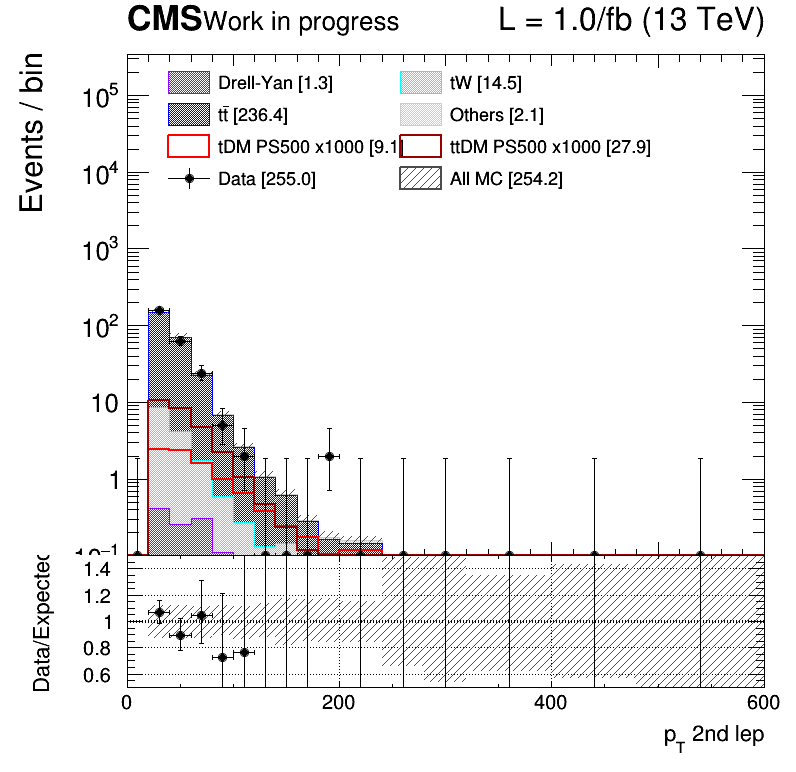 CMS Work in progress L = 1.0/fb (13 TeV)
Events / bin
Drell-Yan [1.3] tW [14.5]
tt̄ [236.4] Others [2.1]
tDM PS500 x1000 [9.1 ttDM PS500 x1000 [27.9]
Data [255.0] All MC [254.2]
10⁵
10⁴
10³
10²
10
1
10⁻¹
Data/Expected
1.4
1.2
1
0.8
0.6
0 200 400 600
p_T 2nd lep